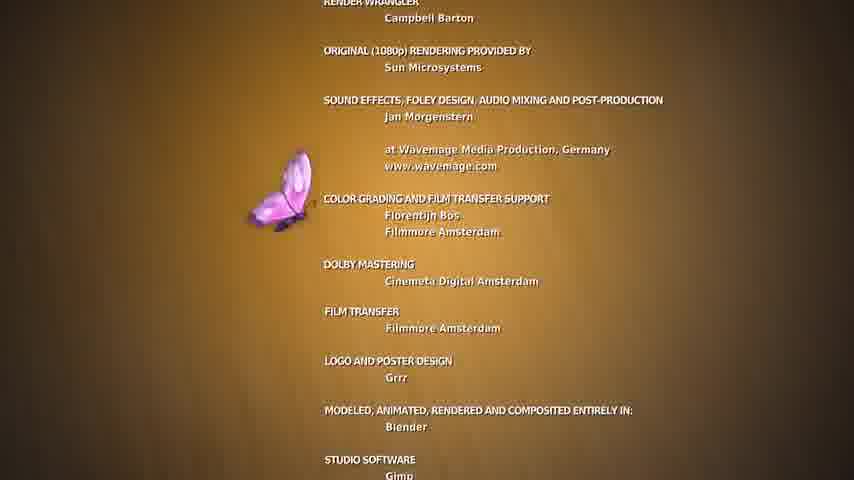 RENDER WRANGLER
Campbell Barton
ORIGINAL (1080p) RENDERING PROVIDED BY
Sun Microsystems
SOUND EFFECTS, FOLEY DESIGN, AUDIO MIXING AND POST-PRODUCTION
Jan Morgenstern
at Wavemage Media Production, Germany
www.wavemage.com
COLOR GRADING AND FILM TRANSFER SUPPORT
Florentijn Bos
Filmmore Amsterdam
DOLBY MASTERING
Cinemeta Digital Amsterdam
FILM TRANSFER
Filmmore Amsterdam
LOGO AND POSTER DESIGN
Grrr
MODELED, ANIMATED, RENDERED AND COMPOSITED ENTIRELY IN:
Blender
STUDIO SOFTWARE
Gimp